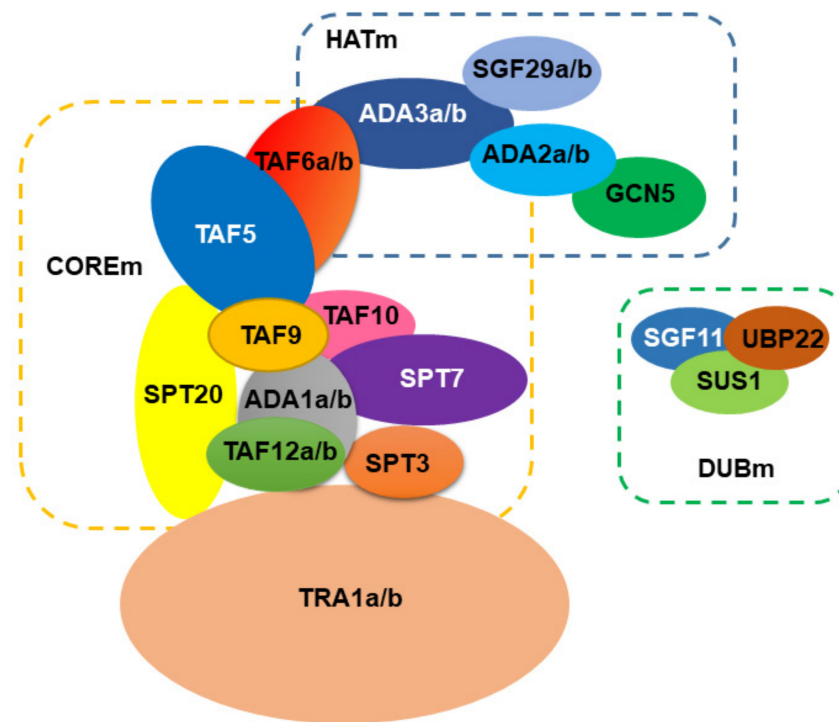 HATm
SGF29a/b
ADA3a/b
TAF6a/b
ADA2a/b
GCN5
TAF5
COREm
TAF10
TAF9
SGF11
UBP22
SPT7
SUS1
SPT20
ADA1a/b
TAF12a/b
SPT3
DUBm
TRA1a/b